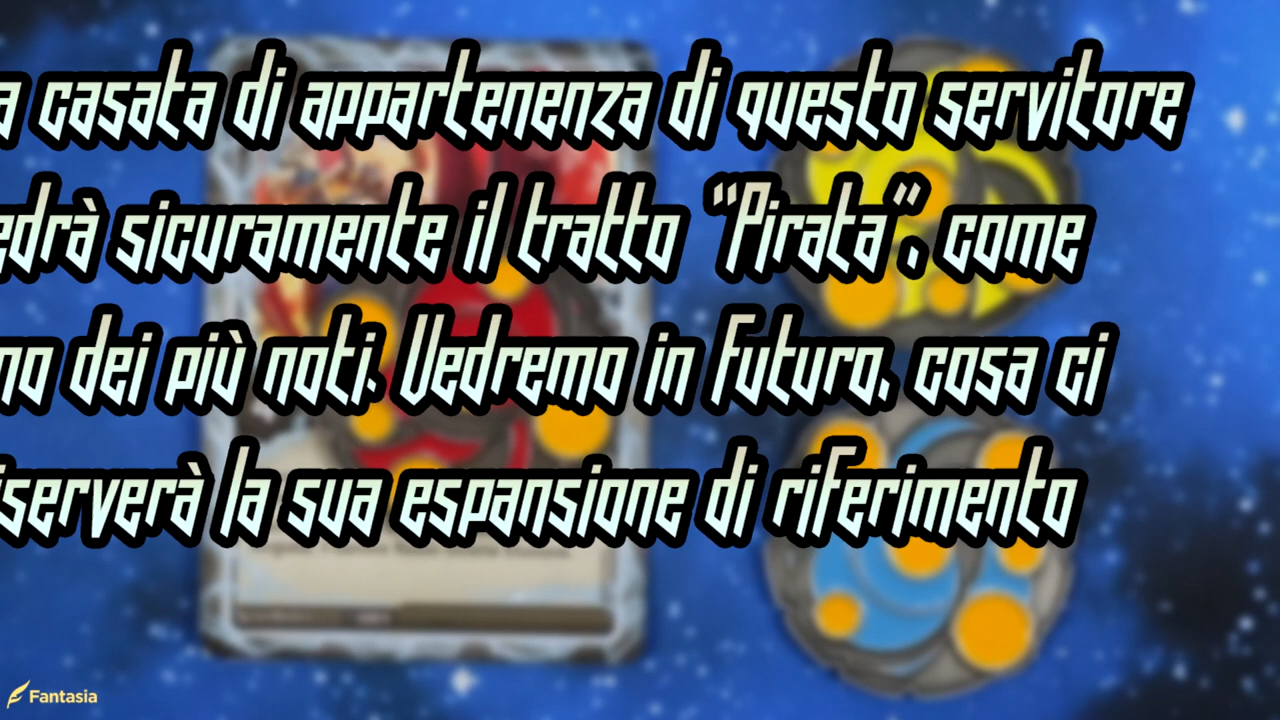 a casata di appartenenza di questo servitore
edrà sicuramente il tratto “Pirata”, come
no dei più noti. Vedremo in futuro, cosa ci
iserverà la sua espansione di riferimento
Fantasia